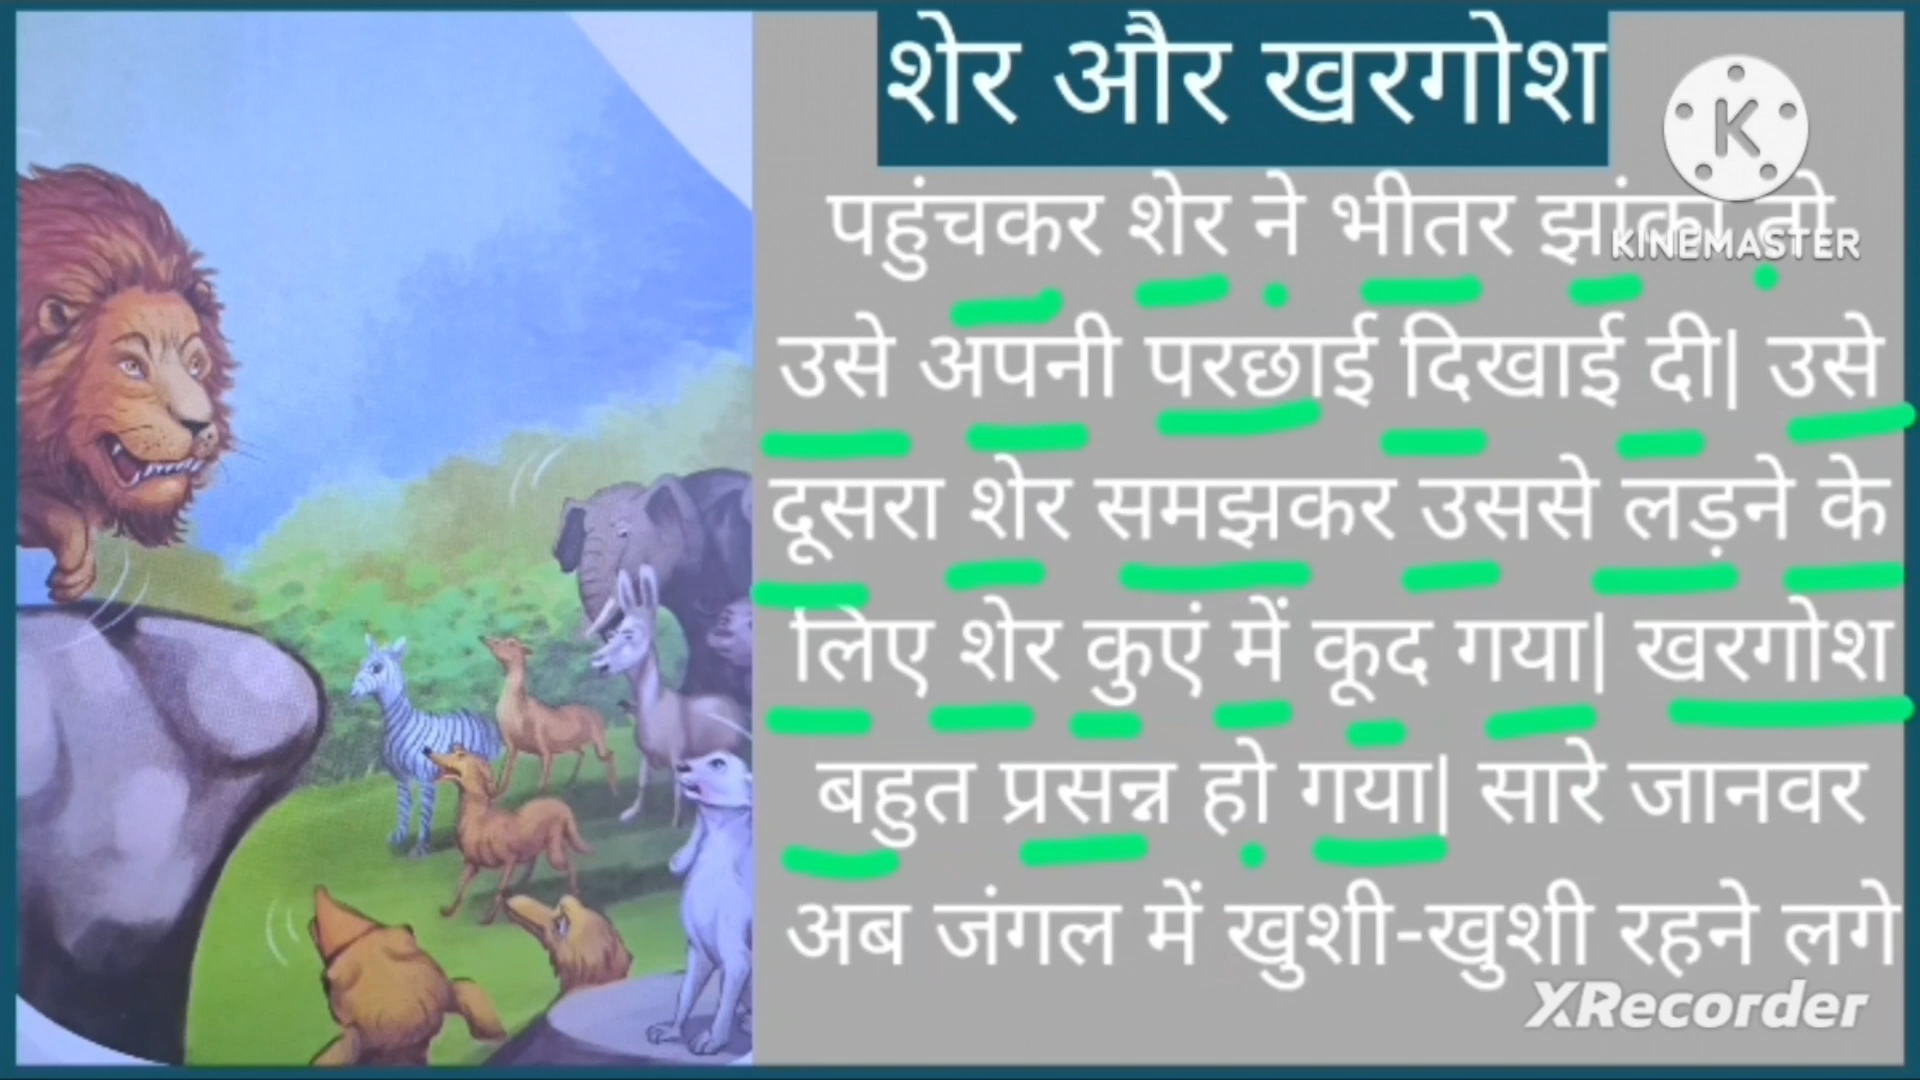 शेर और खरगोश
K
KINEMASTER
पहुंचकर शेर ने भीतर झांका तो
उसे अपनी परछाई दिखाई दी| उसे
दूसरा शेर समझकर उससे लड़ने के
लिए शेर कुएं में कूद गया| खरगोश
बहुत प्रसन्न हो गया| सारे जानवर
अब जंगल में खुशी-खुशी रहने लगे
XRecorder